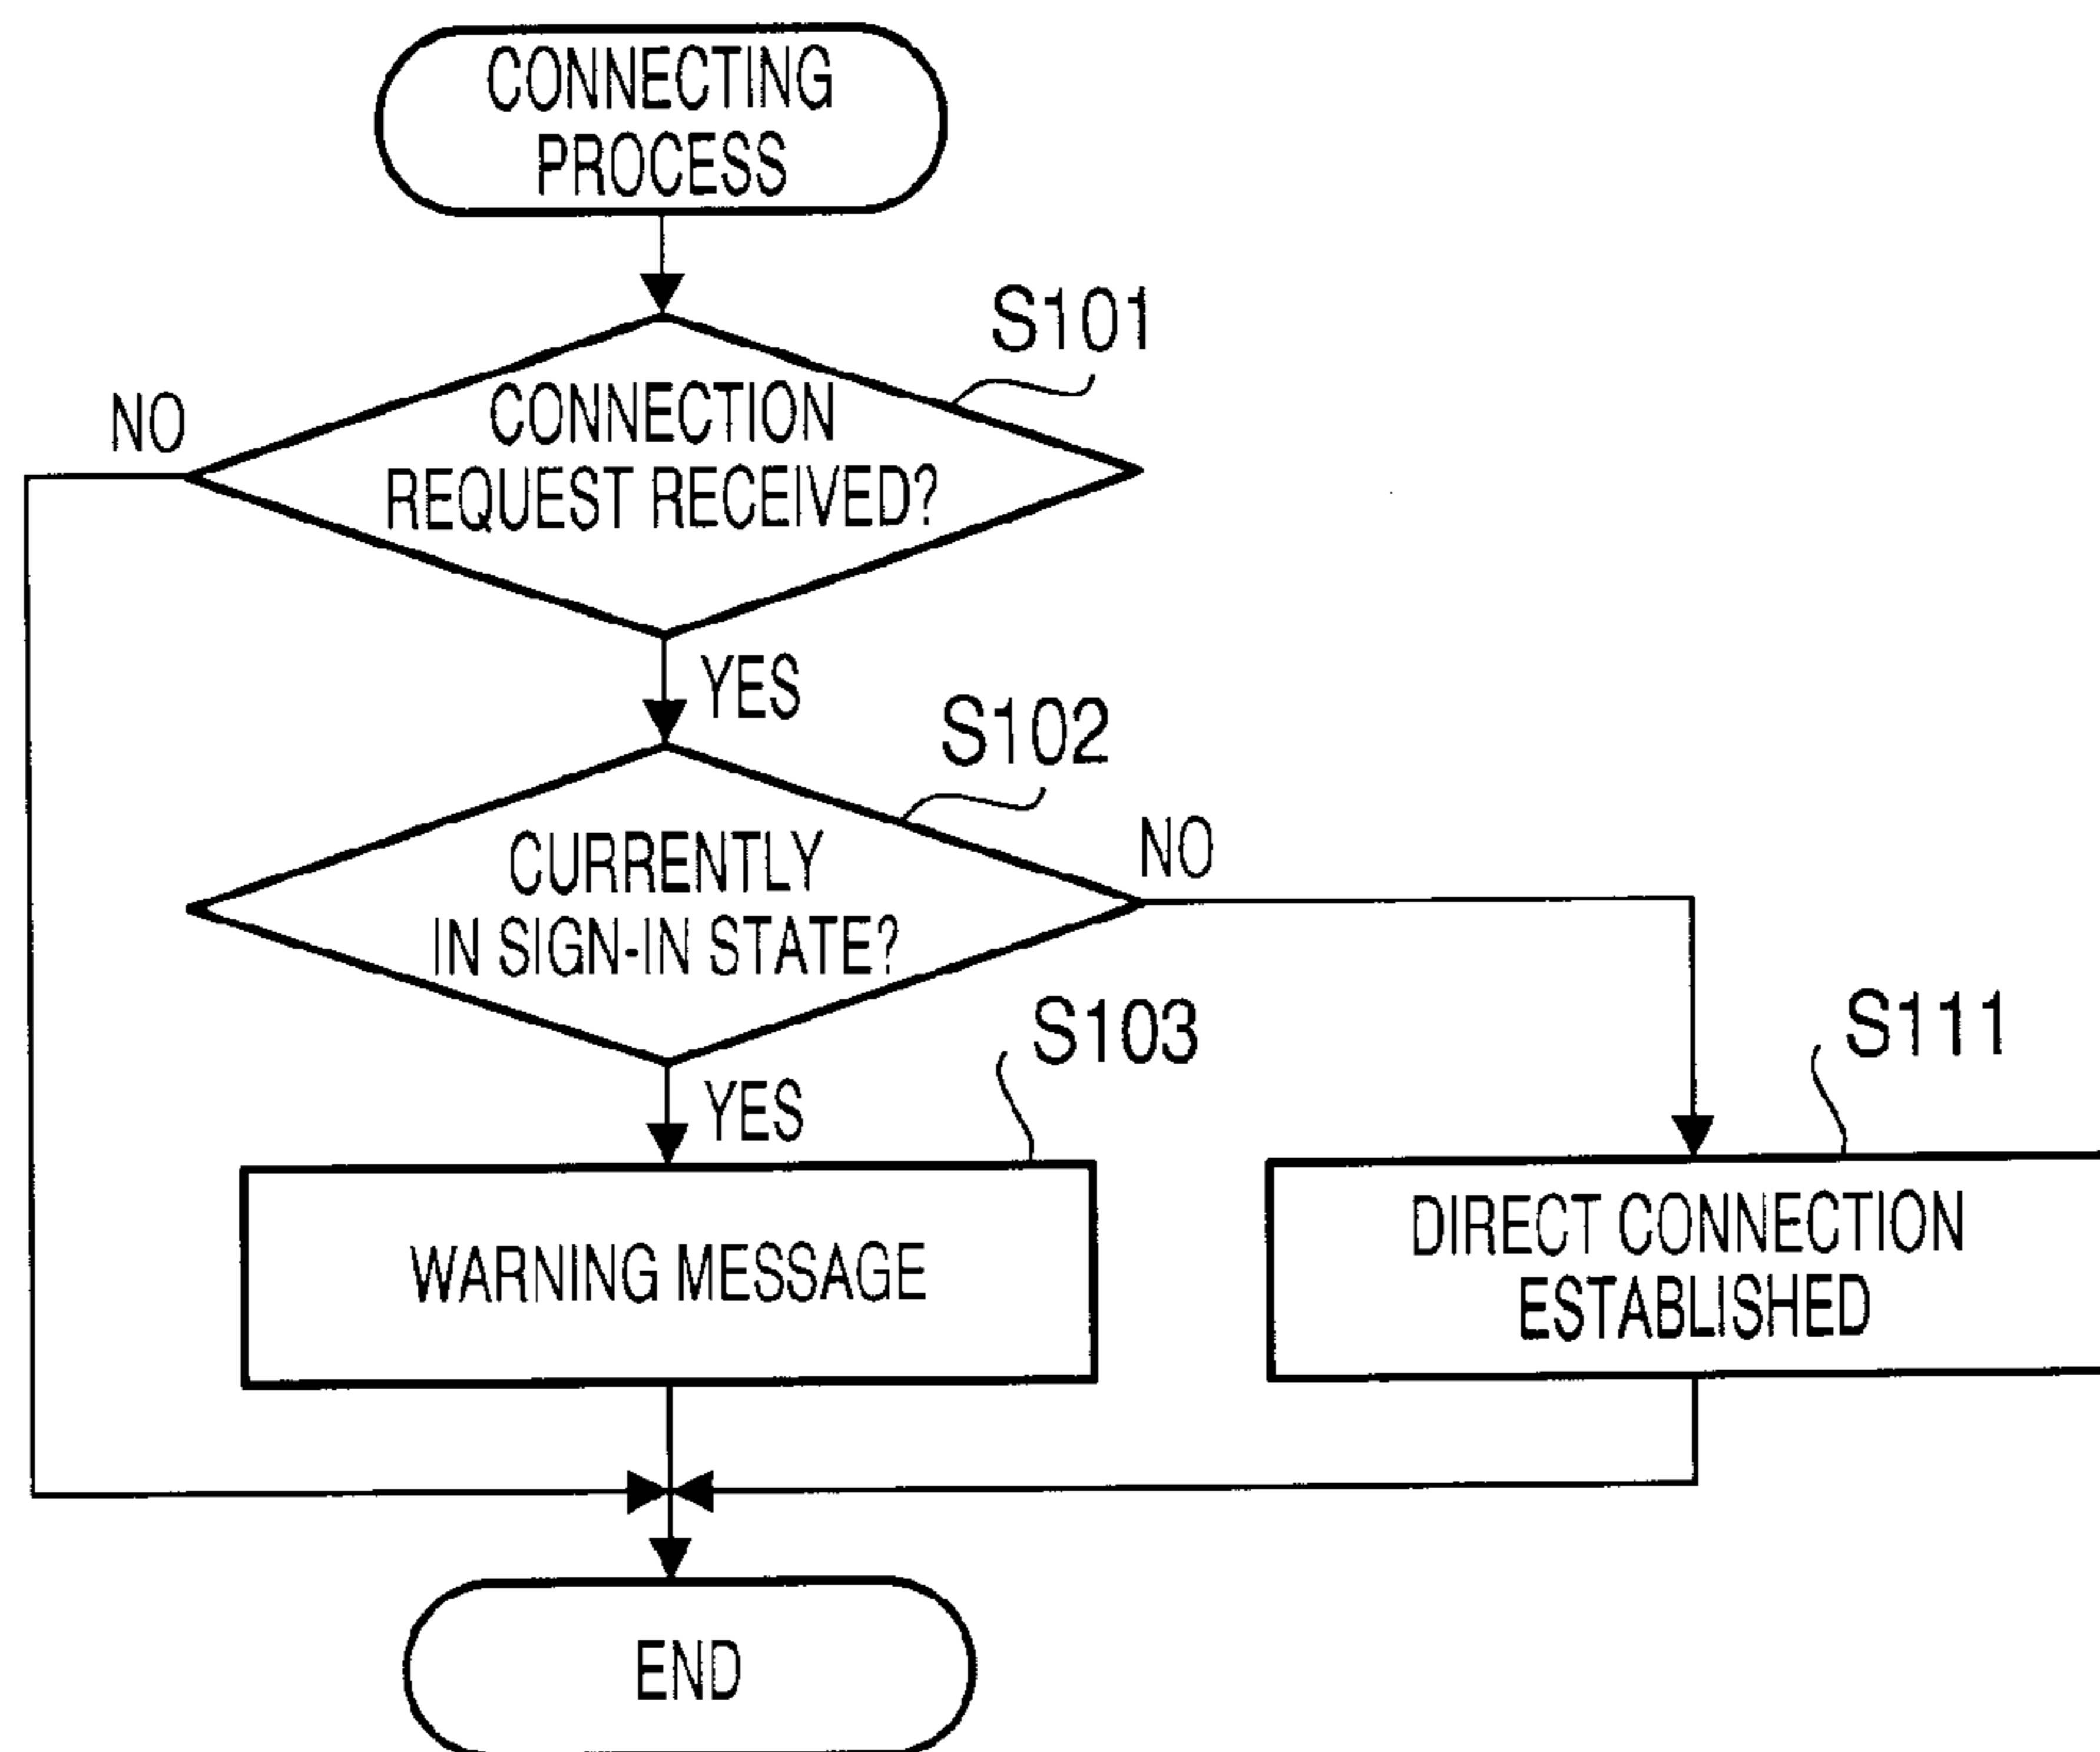 CONNECTING
PROCESS
S101
NO
CONNECTION
REQUEST RECEIVED?
YES
S102
NO
CURRENTLY
IN SIGN-IN STATE?
YES
S103
S111
WARNING MESSAGE
DIRECT CONNECTION
ESTABLISHED
END